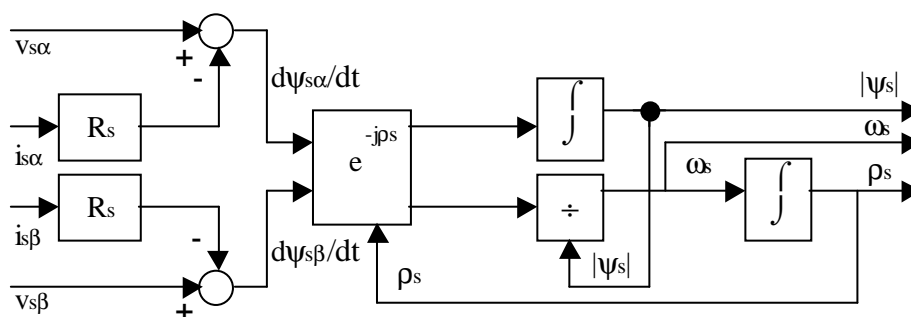 vsα
+
-
dψsα/dt
Rs
isα
Rs
isβ
-
dψsβ/dt
vsβ
+
e-jρs
∫
|ψs|
ωs
ωs
∫
ρs
÷
|ψs|
ρs